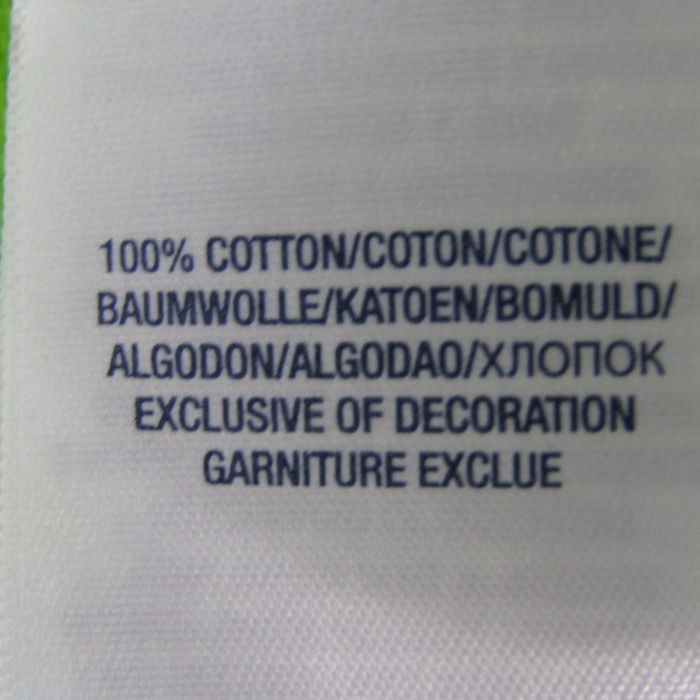 100% COTTON/COTON/COTONE/
BAUMWOLLE/KATOEN/BOMULD/
ALGODON/ALGODAO/ХЛОПОК
EXCLUSIVE OF DECORATION
GARNITURE EXCLUE